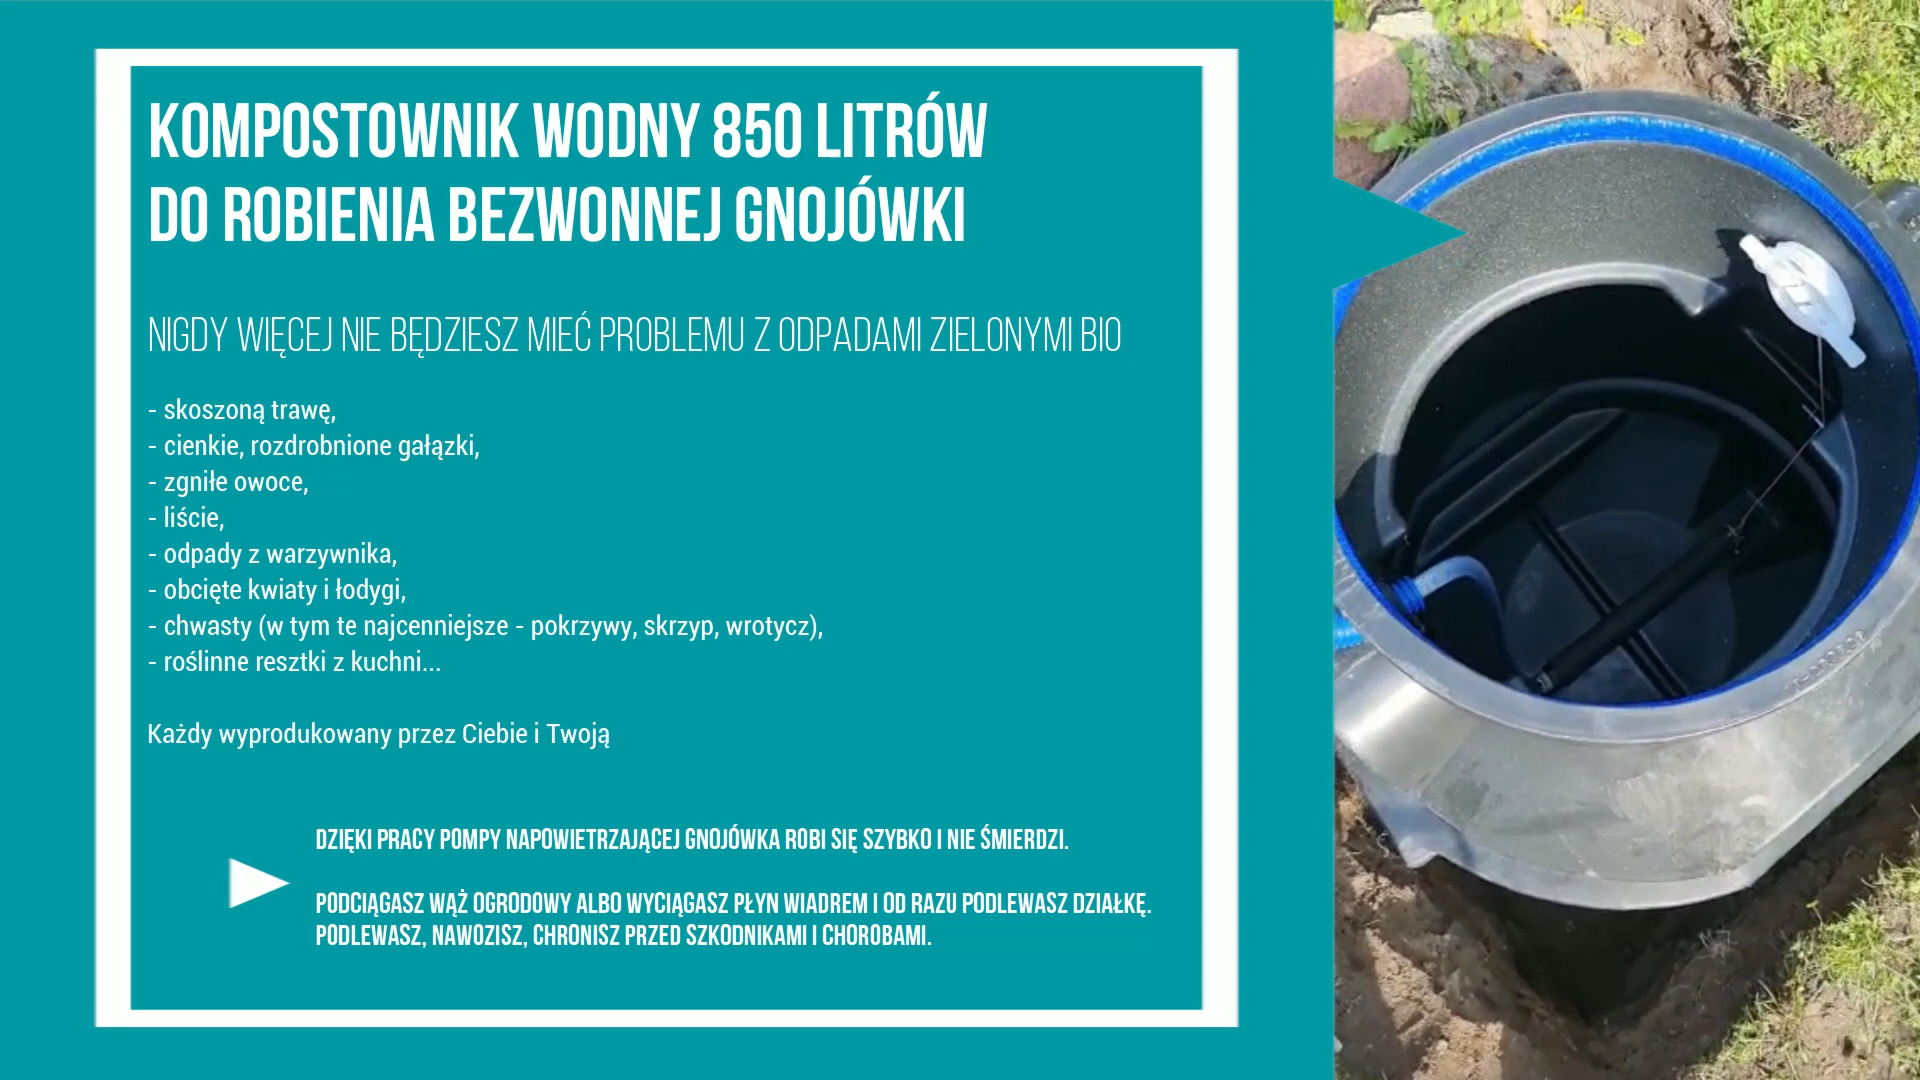 KOMPOSTOWNIK WODNY 850 LITRÓW
DO ROBIENIA BEZWONNEJ GNOJÓWKI
NIGDY WIĘCEJ NIE BĘDZIESZ MIEĆ PROBLEMU Z ODPADAMI ZIELONYMI BIO
- skoszoną trawę,
- cienkie, rozdrobnione gałązki,
- zgniłe owoce,
- liście,
- odpady z warzywnika,
- obcięte kwiaty i łodygi,
- chwasty (w tym te najcenniejsze - pokrzywy, skrzyp, wrotycz),
- roślinne resztki z kuchni...
Każdy wyprodukowany przez Ciebie i Twoją
DZIĘKI PRACY POMPY NAPOWIETRZAJĄCEJ GNOJÓWKA ROBI SIĘ SZYBKO I NIE ŚMIERDZI.
PODCIĄGASZ WĄŻ OGRODOWY ALBO WYCIĄGASZ PŁYN WIADREM I OD RAZU PODLEWASZ DZIAŁKĘ.
PODLEWASZ, NAWOZISZ, CHRONISZ PRZED SZKODNIKAMI I CHOROBAMI.